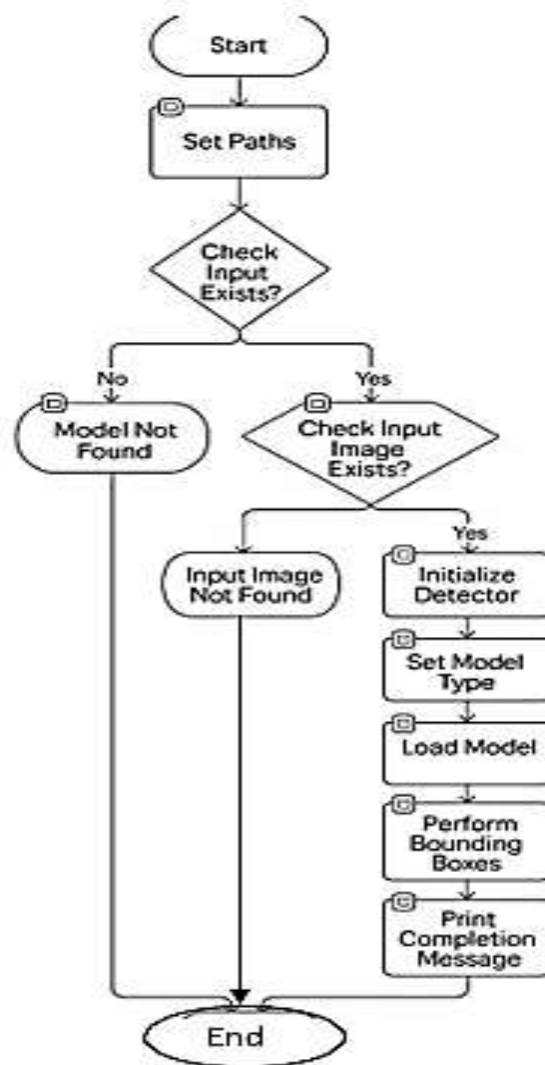 Start
Set Paths
Check
Input
Exists?
No
Yes
Model Not
Found
Check Input
Image
Exists?
Yes
Input Image
Not Found
Initialize
Detector
Set Model
Type
Load Model
Perform
Bounding
Boxes
Print
Completion
Message
End